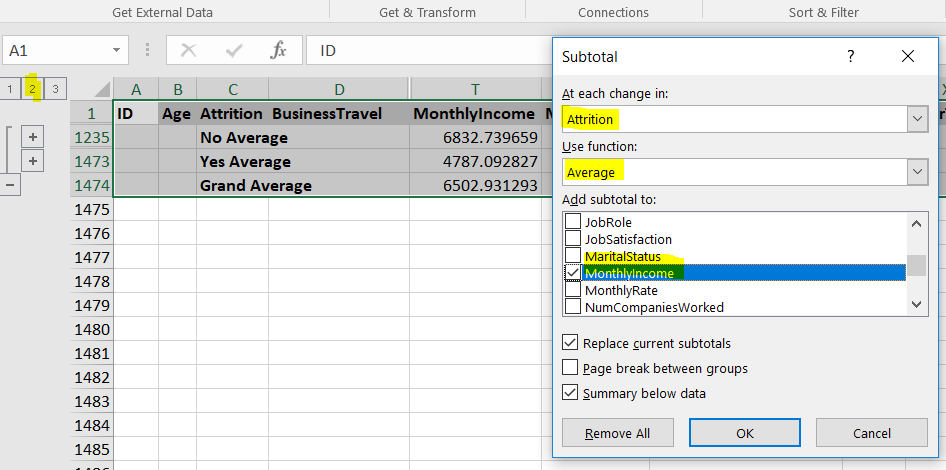 Get External Data Get & Transform Connections Sort & Filter
A1 fx ID
1 2 3 A B C D T
1 ID Age Attrition BusinessTravel MonthlyIncome
1235 No Average 6832.739659
1473 Yes Average 4787.092827
1474 Grand Average 6502.931293
1475
1476
1477
1478
1479
1480
1481
1482
1483
1484
1485
Subtotal ?
At each change in:
Attrition
Use function:
Average
Add subtotal to:
JobRole
JobSatisfaction
MaritalStatus
MonthlyIncome
MonthlyRate
NumCompaniesWorked
Replace current subtotals
Page break between groups
Summary below data
Remove All OK Cancel